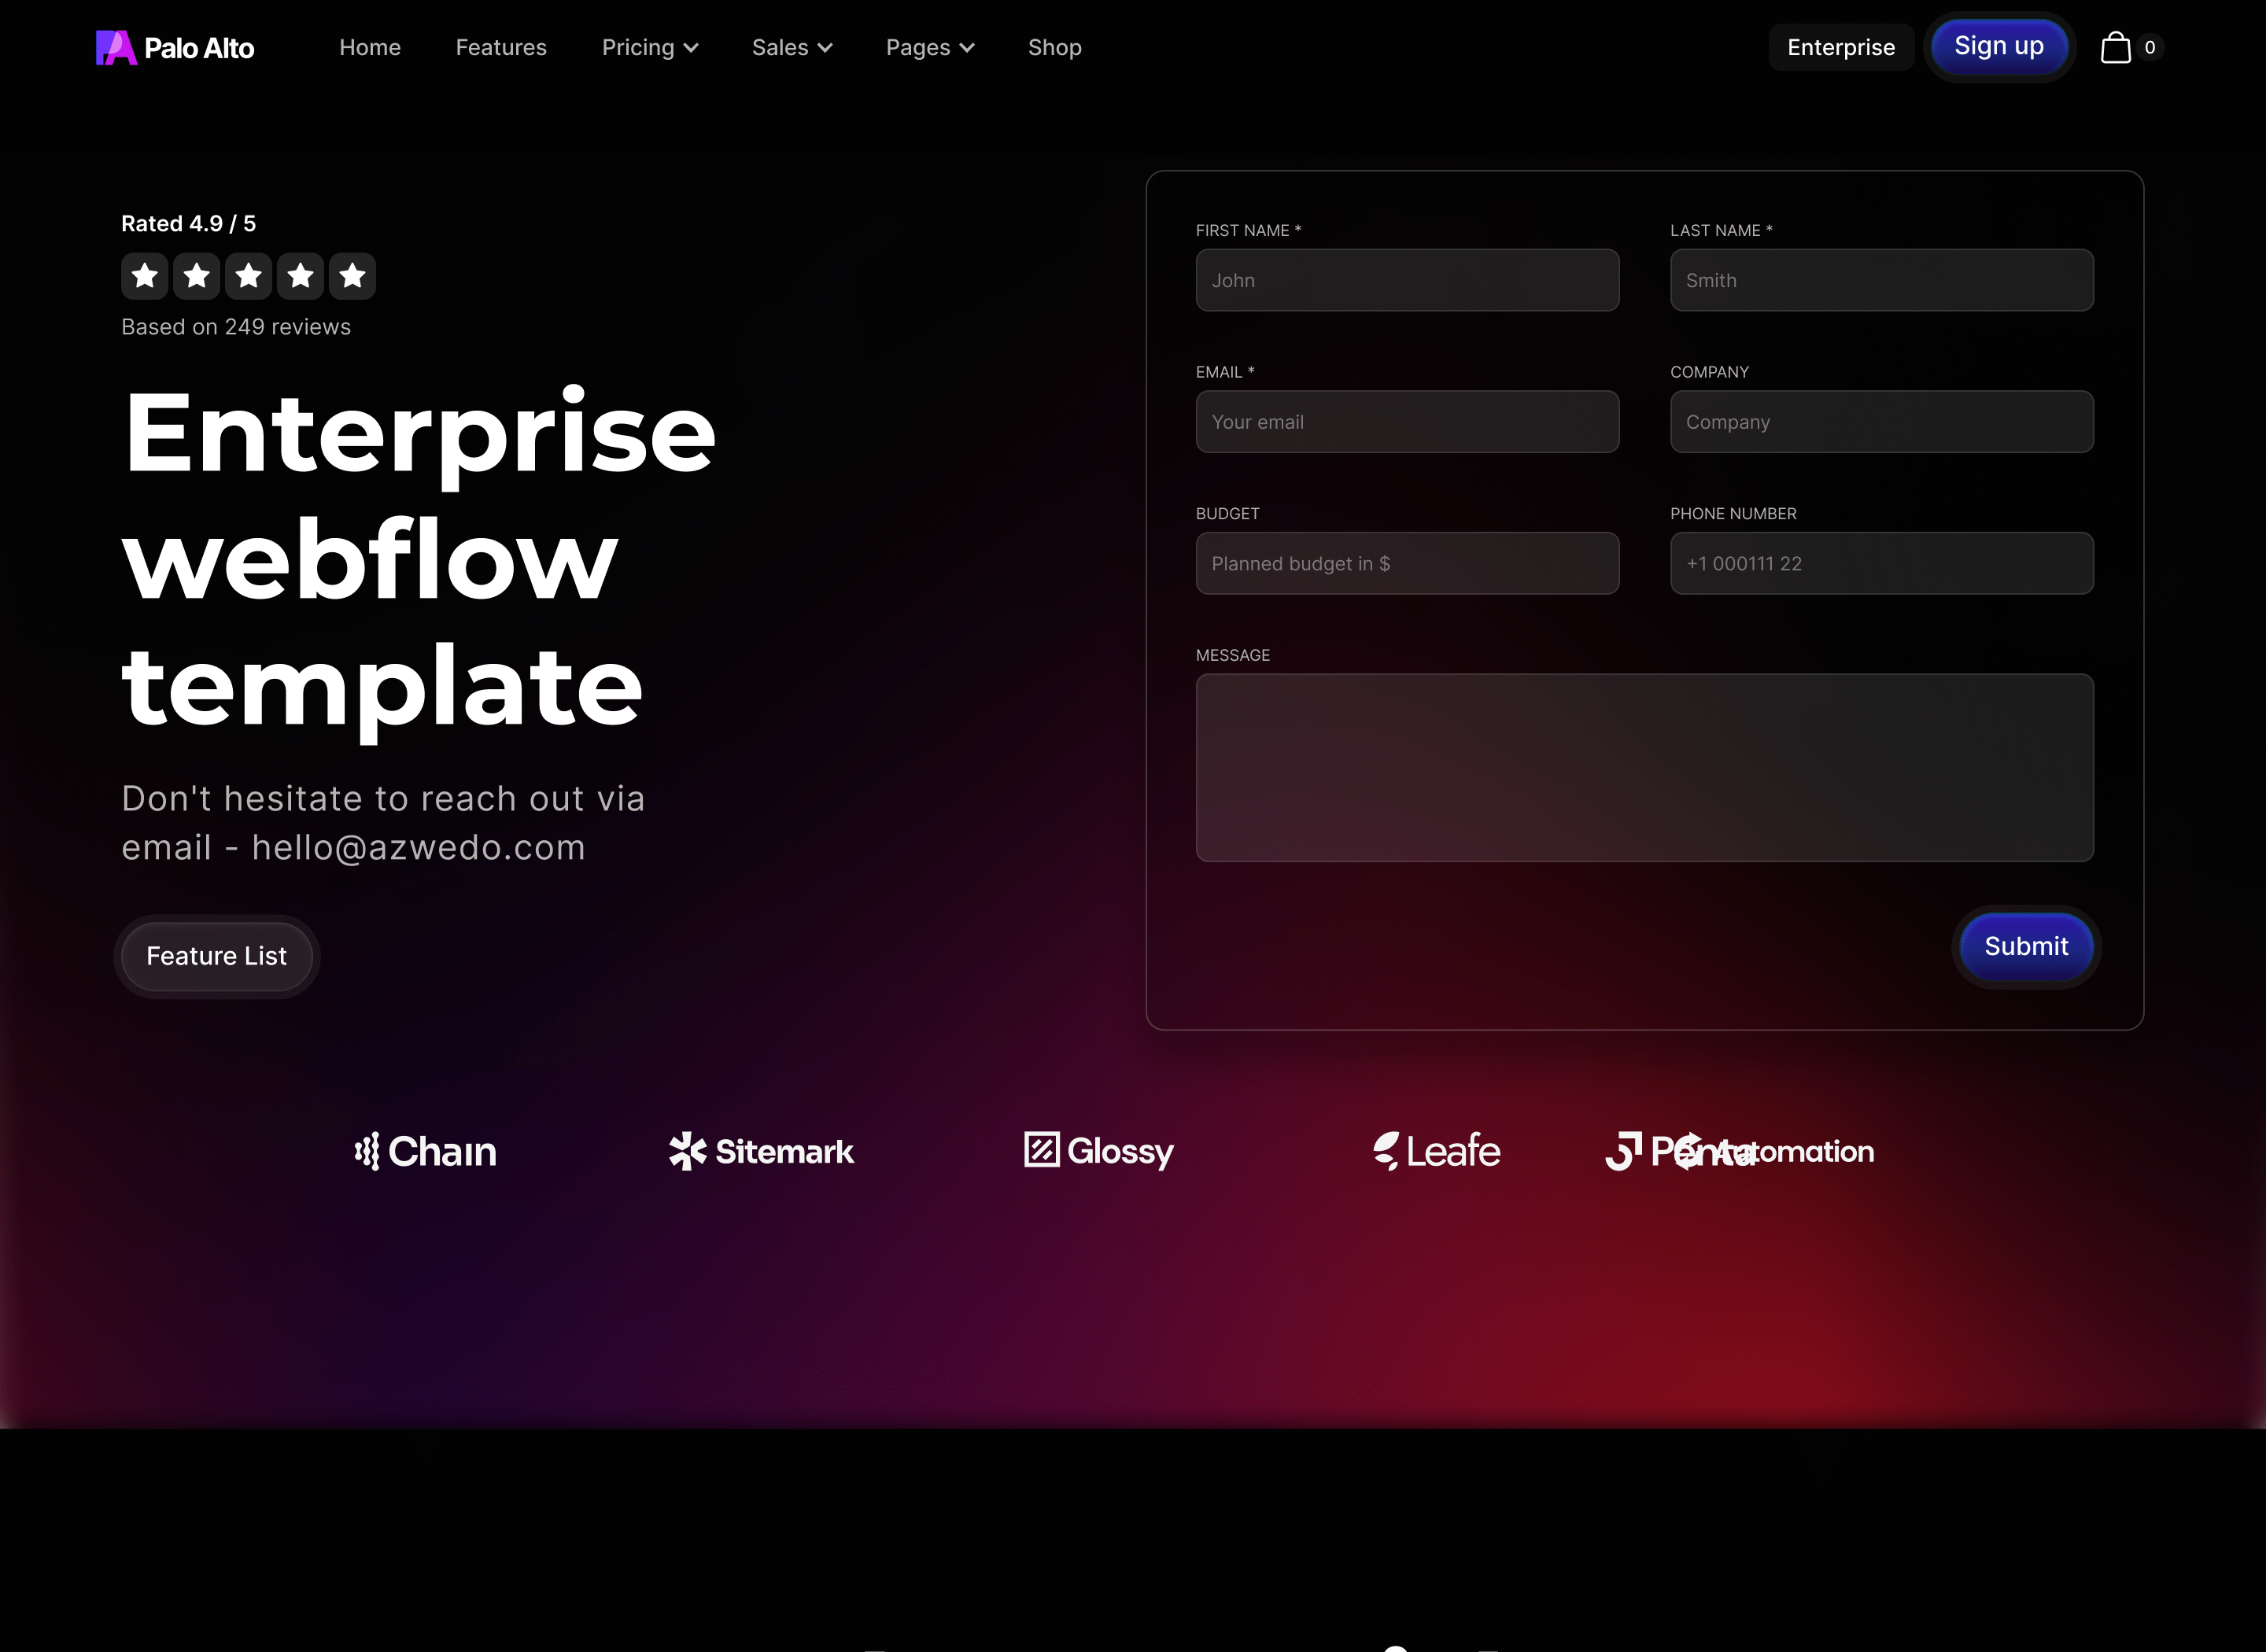 Palo Alto
Home
Features
Pricing
Sales
Pages
Shop
Enterprise
Sign up
0
Rated 4.9 / 5
Based on 249 reviews
Enterprise
webflow
template
Don't hesitate to reach out via
email - hello@azwedo.com
Feature List
FIRST NAME *
LAST NAME *
John
Smith
EMAIL *
COMPANY
Your email
Company
BUDGET
PHONE NUMBER
Planned budget in $
+1 000111 22
MESSAGE
Submit
Chain
Sitemark
Glossy
Leafe
Penta
Automation